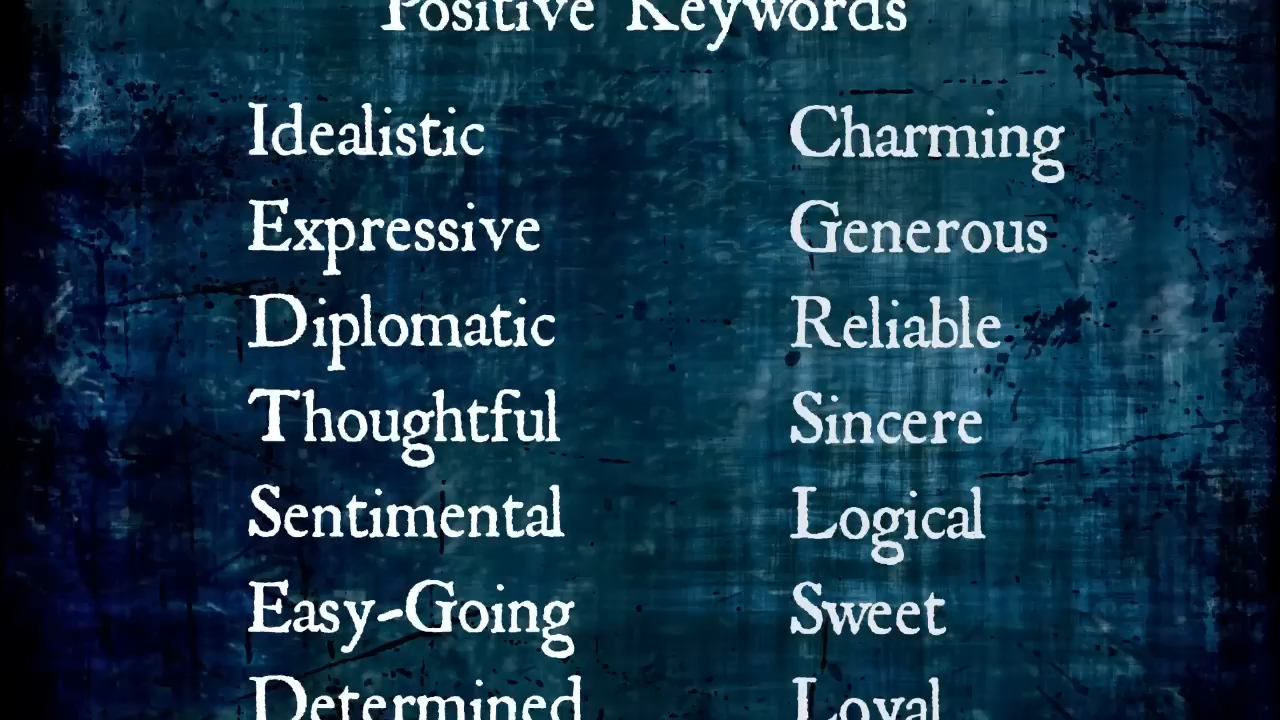 Positive Keywords
Idealistic
Expressive
Diplomatic
Thoughtful
Sentimental
Easy-Going
Determined
Charming
Generous
Reliable
Sincere
Logical
Sweet
Loyal